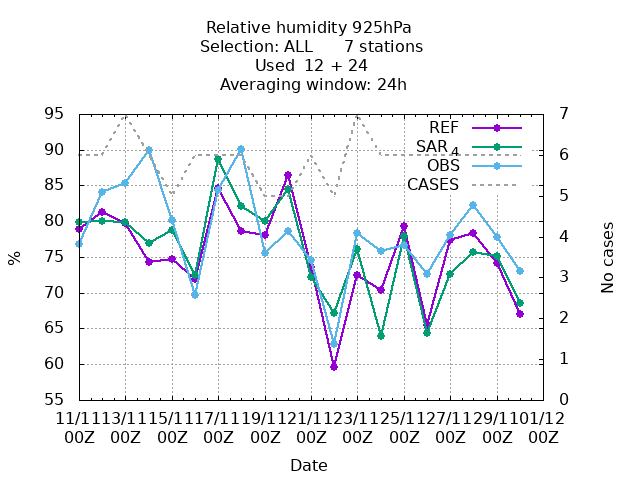 Relative humidity 925hPa
Selection: ALL 7 stations
Used 12 + 24
Averaging window: 24h
95
90
85
80
75
70
65
60
55
7
6
5
4
3
2
1
0
REF
SAR 4
OBS
CASES
%
No cases
11/11 13/11 15/11 17/11 19/11 21/11 23/11 25/11 27/11 29/11 01/12
00Z 00Z 00Z 00Z 00Z 00Z 00Z 00Z 00Z 00Z 00Z
Date